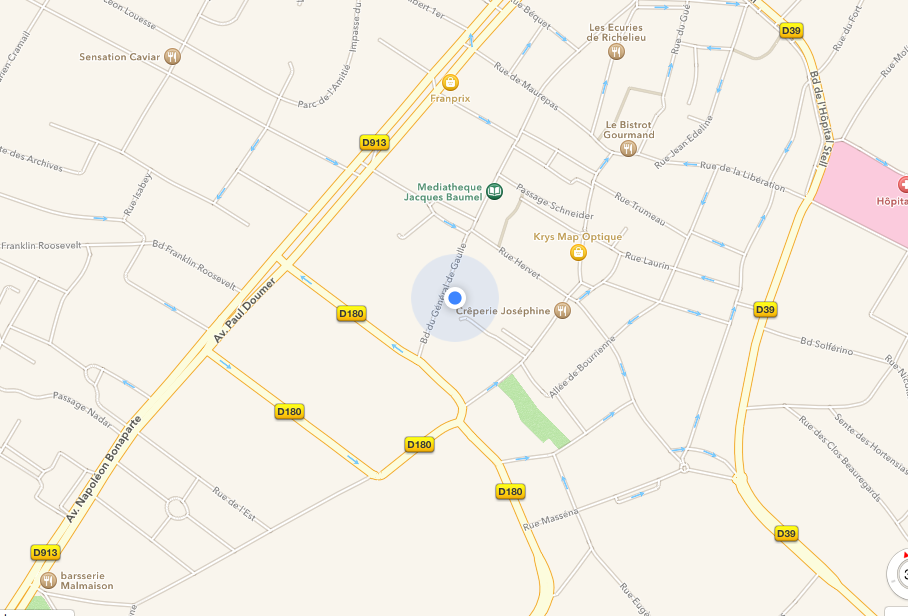 Albert 1er
Rue Béquet
Les Ecuries
de Richelieu
Rue du Gué
D39
Rue du Fort
Léon Louesse
Impasse du
Sensation Caviar
Parc de l'Amitié
Franprix
Rue de Maurepas
Bd de l'Hôpital Stell
Le Bistrot
Gourmand
Rue Jean Edeline
D913
Rue de la Libération
te des Archives
Rue Isabey
Mediatheque
Jacques Baumel
Passage Schneider
Rue Trumeau
Hôpita
Krys Map Optique
Franklin Roosevelt
Bd Franklin Roosevelt
Rue Hervet
Rue Laurin
Bd du Général de Gaulle
Av. Paul Doumer
D180
Crêperie Joséphine
D39
Bd Solférino
Allée de Bourrienne
Rue Nico
Passage Nadar
D180
D180
Sente des Hortensias
Rue des Clos Beauregards
Av. Napoléon Bonaparte
Rue de l'Est
D180
Rue Masséna
D39
D913
barsserie
Malmaison
Rue Eugè
3